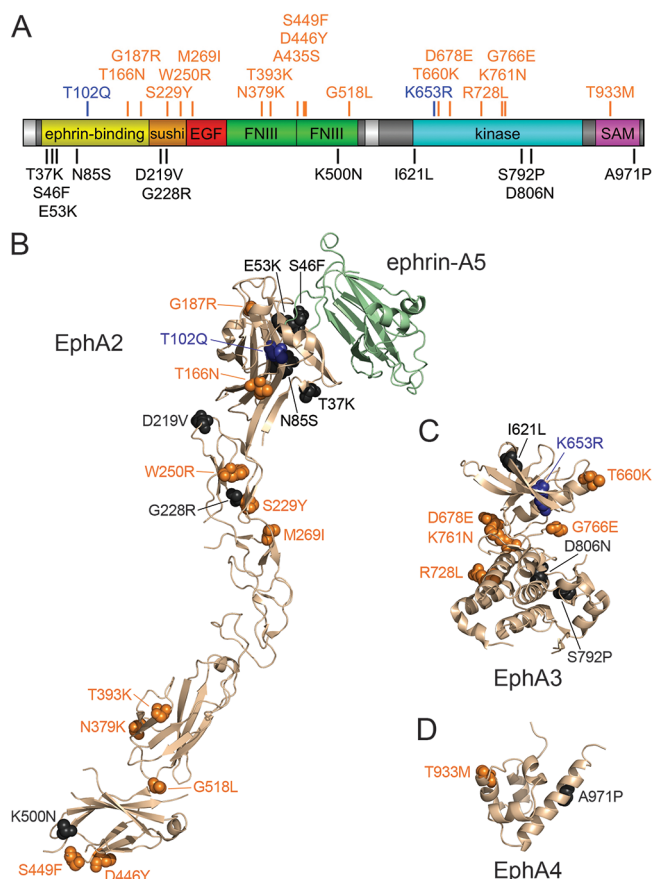 A
S449F
D446Y
G187R M269I A435S D678E G766E
T166N W250R T393K T660K K761N
T102Q S229Y N379K G518L K653R R728L T933M
ephrin-binding sushi EGF FNIII FNIII kinase SAM
T37K N85S D219V K500N I621L S792P A971P
S46F G228R D806N
E53K
B
E53K S46F
ephrin-A5
G187R
EphA2
T102Q
T166N
T37K
N85S
D219V
C
I621L
K653R
W250R
T660K
G228R S229Y
D678E G766E
M269I
K761N
D806N
R728L
S792P
EphA3
T393K
N379K
D
T933M
G518L
A971P
K500N
S449F D446Y
EphA4